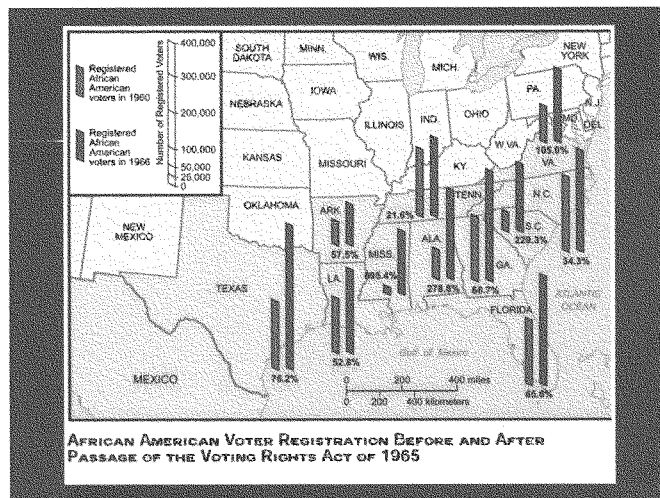 Registered
African
American
voters in 1960
Registered
African
American
voters in 1966
Number of Registered Voters
400,000
300,000
200,000
100,000
50,000
25,000
0
SOUTH
DAKOTA
MINN.
WIS.
MICH.
NEW
YORK
NEBRASKA
IOWA
PA.
N.J.
ILLINOIS
IND.
OHIO
MD.
DEL.
W.VA.
105.0%
KANSAS
MISSOURI
VA.
KY.
OKLAHOMA
TENN.
N.C.
NEW
MEXICO
ARK.
21.6%
S.C.
57.5%
MISS.
ALA.
229.3%
695.4%
GA.
54.3%
TEXAS
LA.
278.8%
66.7%
ATLANTIC
OCEAN
FLORIDA
52.8%
Gulf of Mexico
76.2%
MEXICO
0 200 400 miles
0 200 400 kilometers
65.6%
AFRICAN AMERICAN VOTER REGISTRATION BEFORE AND AFTER
PASSAGE OF THE VOTING RIGHTS ACT OF 1965